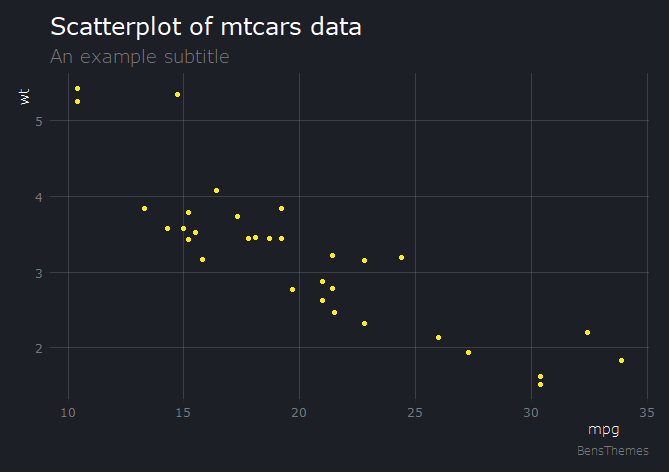 Scatterplot of mtcars data
An example subtitle
wt
5
4
3
2
10 15 20 25 30 35
mpg
BensThemes